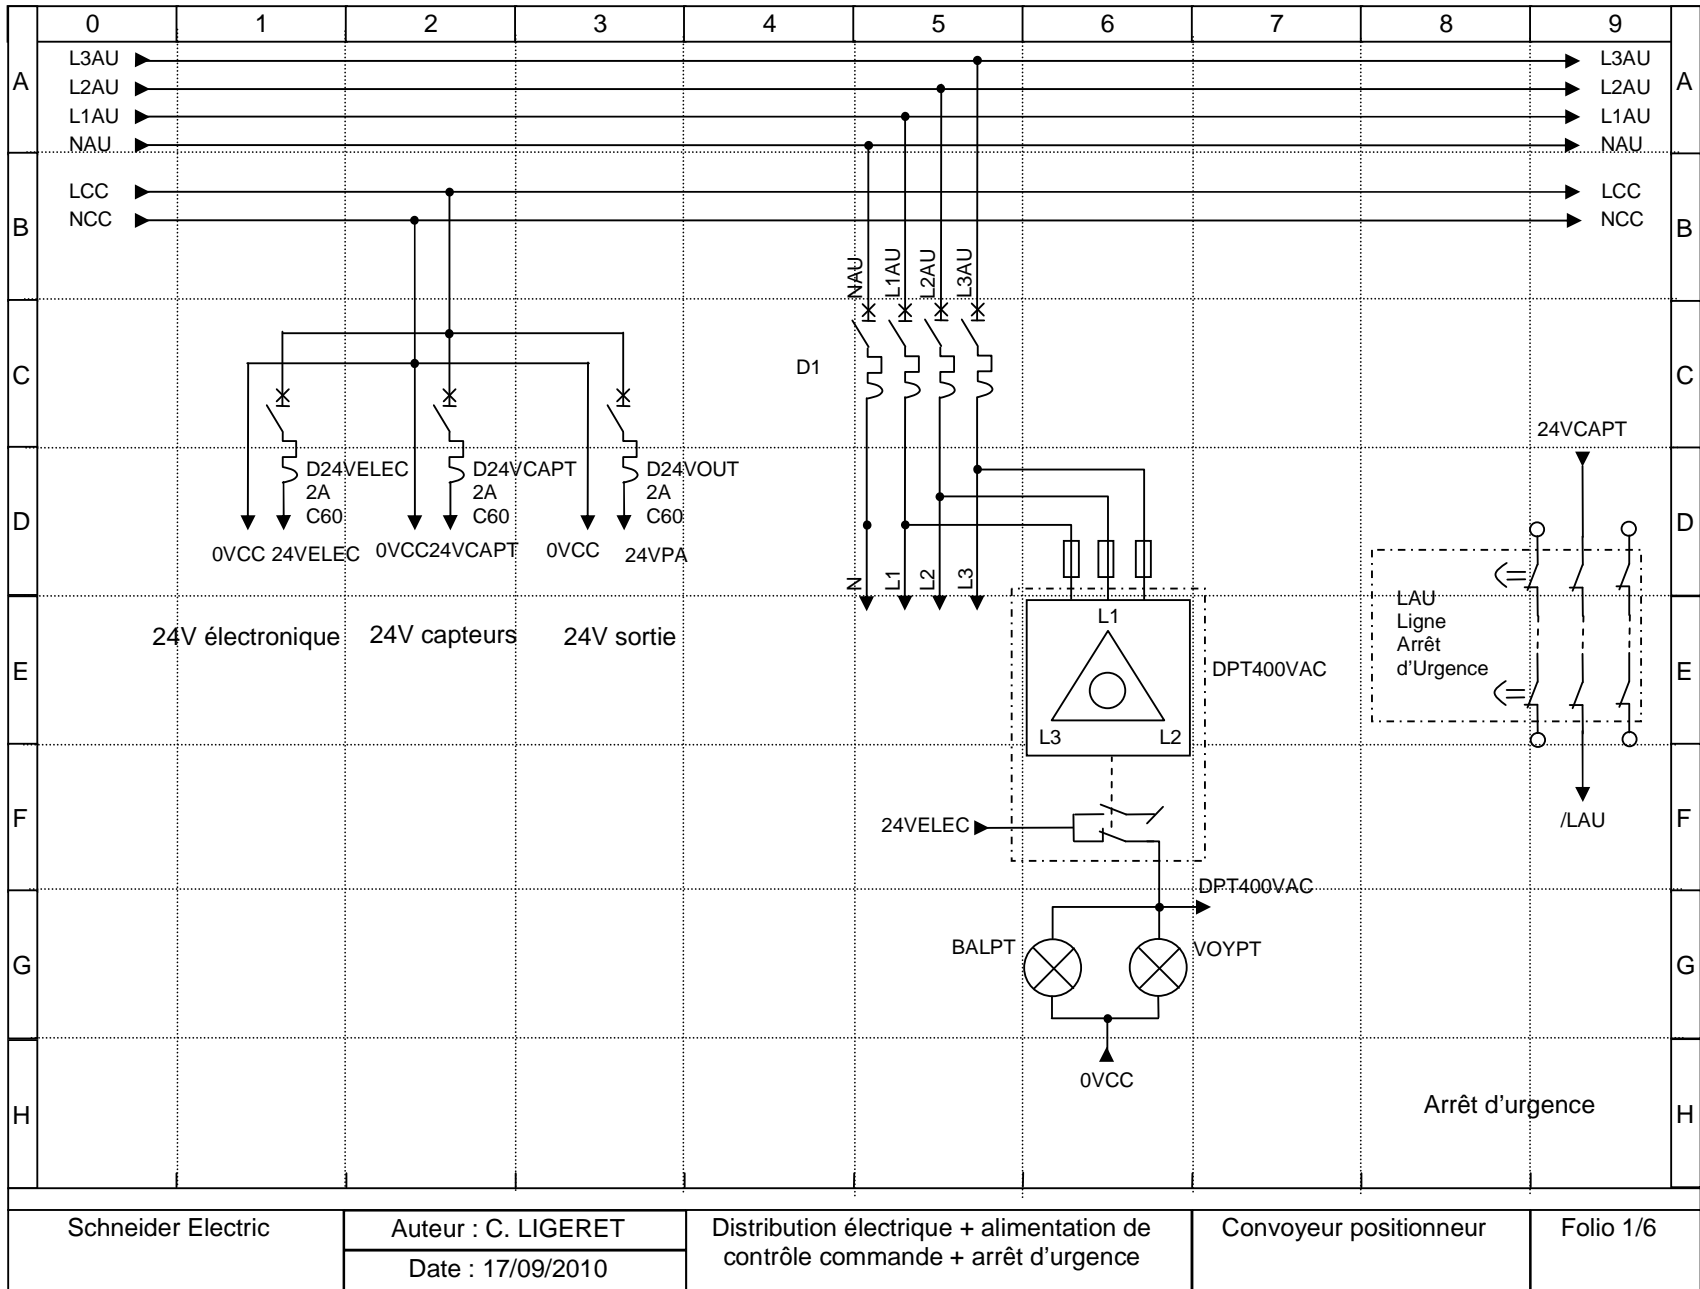 0 1 2 3 4 5 6 7 8 9
A L3AU L3AU A
L2AU L2AU
L1AU L1AU
NAU NAU
B LCC LCC B
NCC NCC
NAU L1AU L2AU L3AU
C D1 C
24VCAPT
D24VELEC D24VCAPT D24VOUT
2A 2A 2A
C60 C60 C60
D D
0VCC 24VELEC 0VCC 24VCAPT 0VCC 24VPA
N L1 L2 L3
24V électronique 24V capteurs 24V sortie
L1
LAU
Ligne
Arrêt
d’Urgence
E DPT400VAC E
L3 L2
F 24VELEC /LAU F
DPT400VAC
G BALPT VOYPT G
0VCC
H Arrêt d’urgence H
Schneider Electric
Auteur : C. LIGERET
Date : 17/09/2010
Distribution électrique + alimentation de
contrôle commande + arrêt d’urgence
Convoyeur positionneur
Folio 1/6